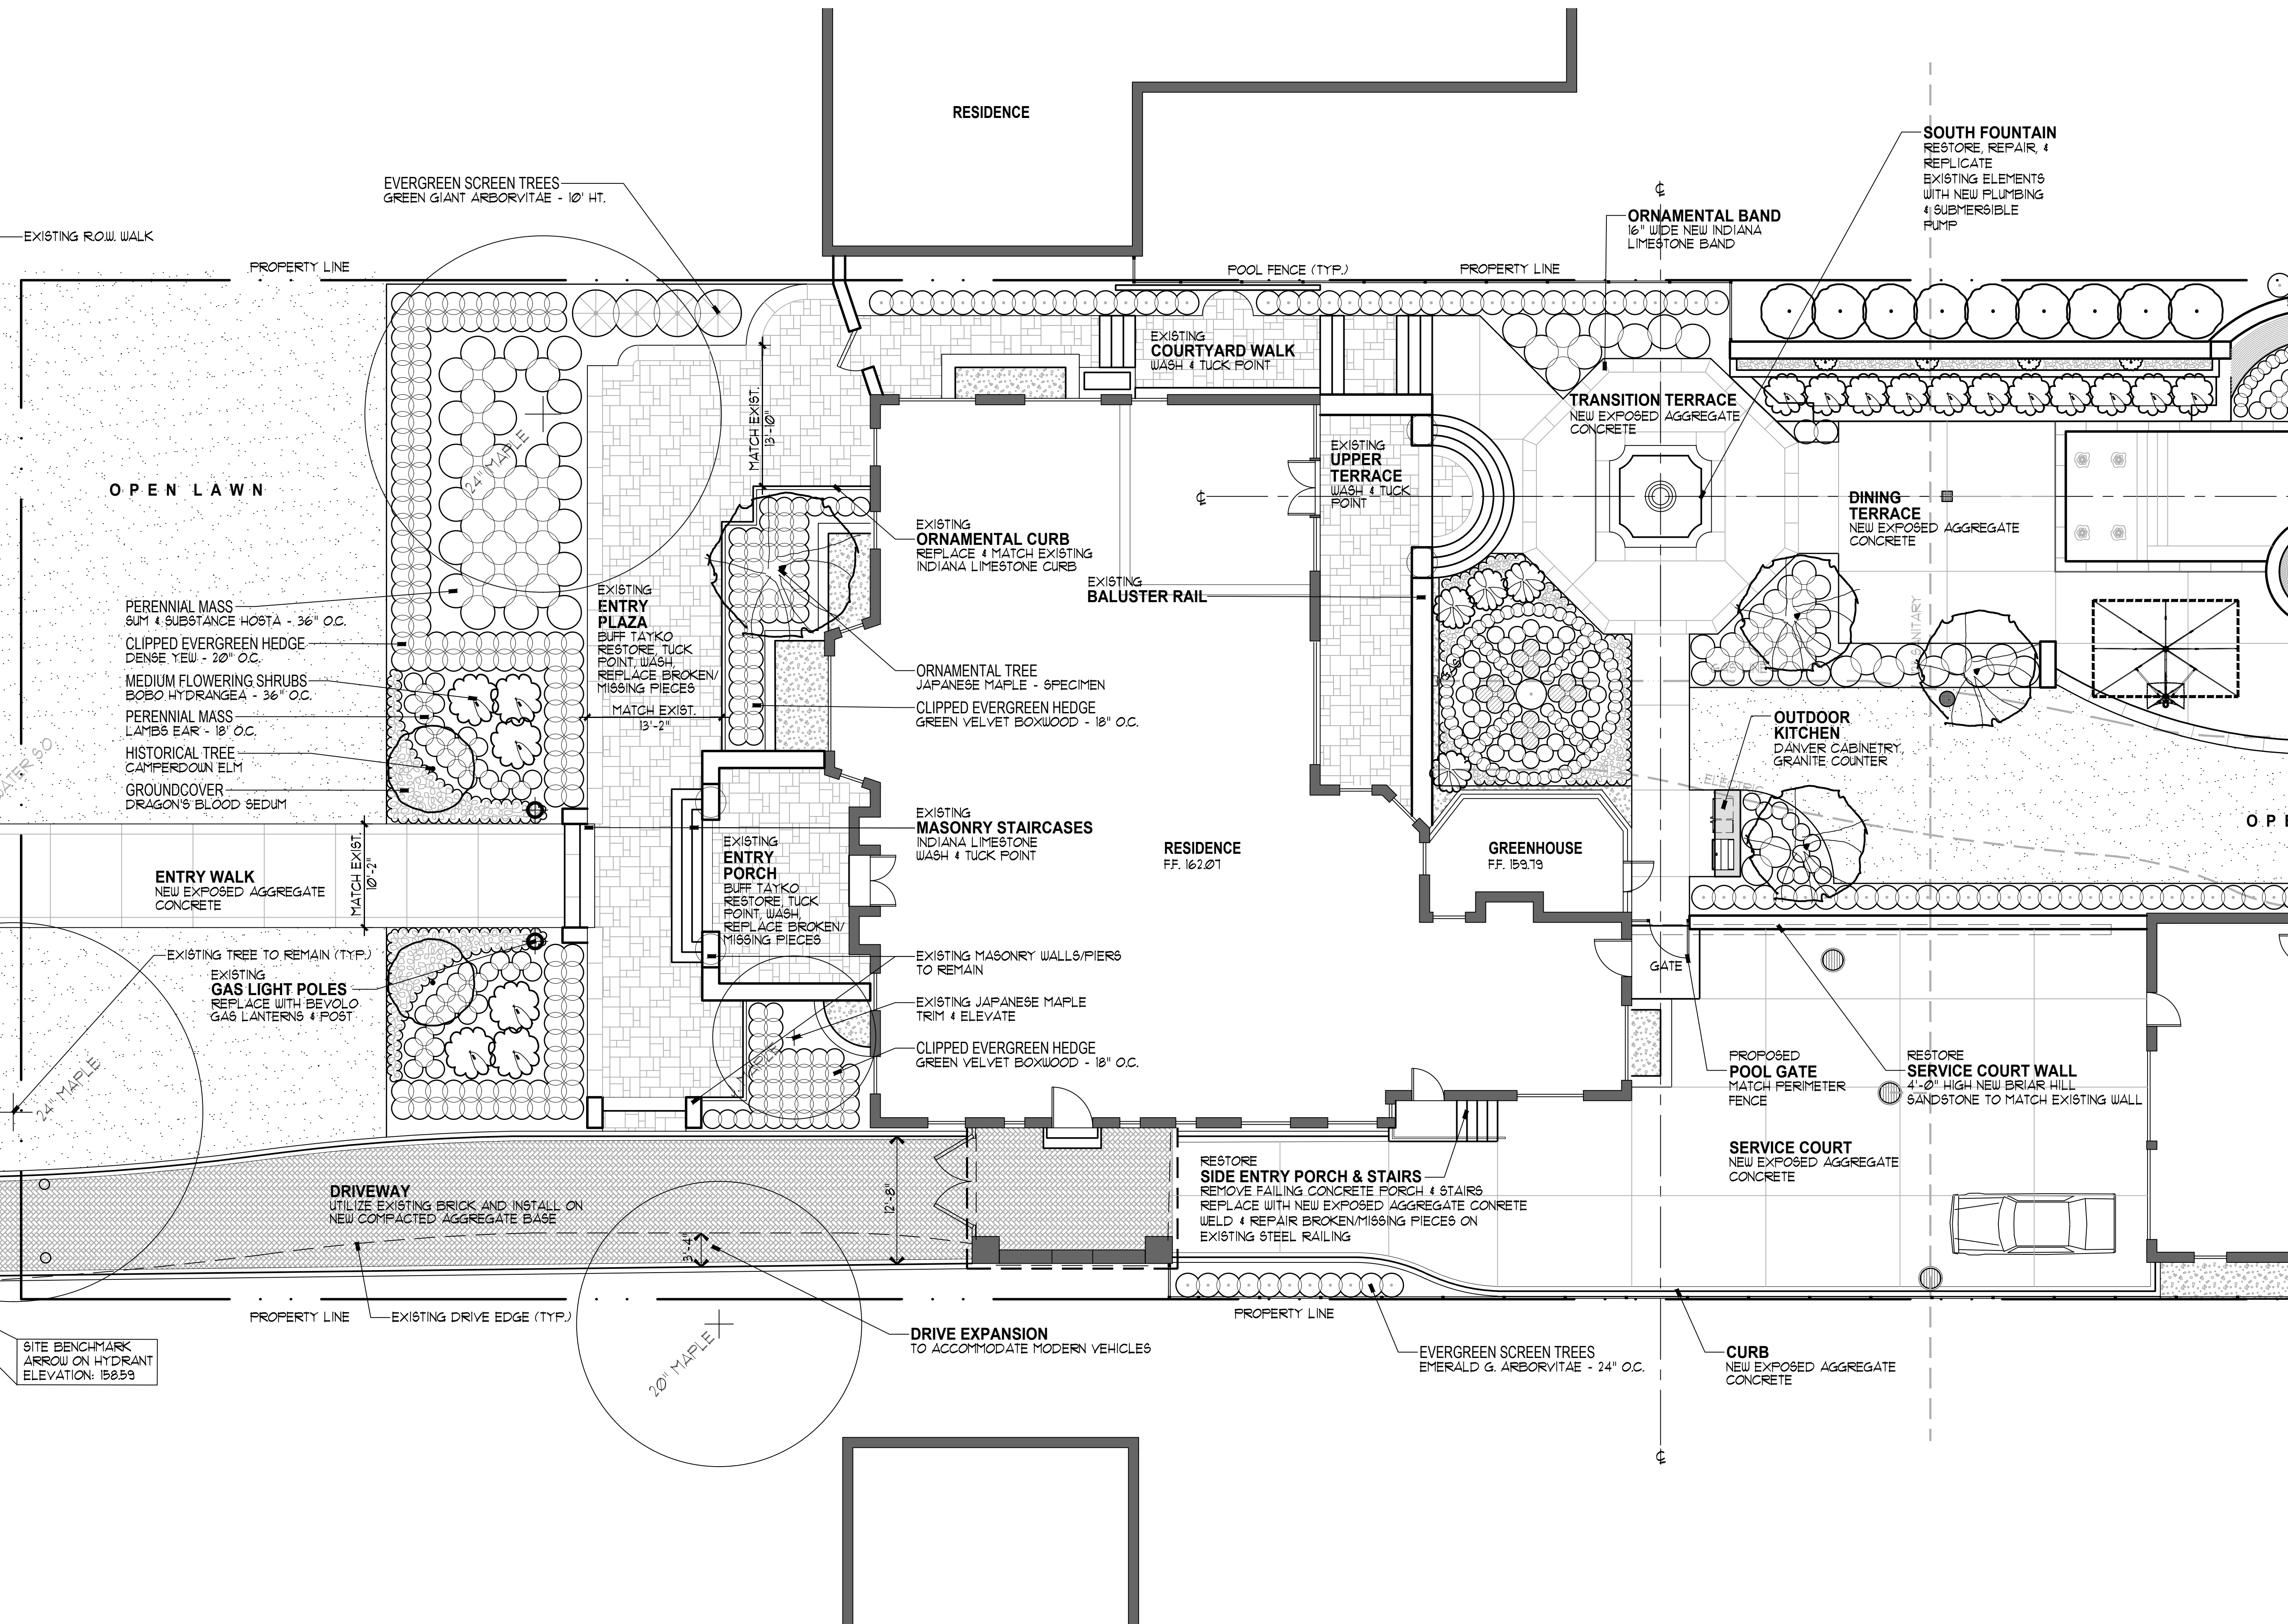 RESIDENCE
SOUTH FOUNTAIN
RESTORE, REPAIR, &
REPLICATE
EXISTING ELEMENTS
WITH NEW PLUMBING
& SUBMERSIBLE
PUMP
EVERGREEN SCREEN TREES
GREEN GIANT ARBORVITAE - 10' HT.
℄
ORNAMENTAL BAND
16" WIDE NEW INDIANA
LIMESTONE BAND
EXISTING R.O.W. WALK
PROPERTY LINE
POOL FENCE (TYP.)
PROPERTY LINE
EXISTING
COURTYARD WALK
WASH & TUCK POINT
MATCH EXIST.
13'-10"
TRANSITION TERRACE
NEW EXPOSED AGGREGATE
CONCRETE
24" MAPLE
EXISTING
UPPER
TERRACE
WASH & TUCK
POINT
OPEN LAWN
℄
DINING
TERRACE
NEW EXPOSED AGGREGATE
CONCRETE
EXISTING
ORNAMENTAL CURB
REPLACE & MATCH EXISTING
INDIANA LIMESTONE CURB
EXISTING
BALUSTER RAIL
EXISTING
ENTRY
PLAZA
BUFF TAYKO
RESTORE, TUCK
POINT, WASH,
REPLACE BROKEN/
MISSING PIECES
PERENNIAL MASS
SUM & SUBSTANCE HOSTA - 36" O.C.
CLIPPED EVERGREEN HEDGE
DENSE YEW - 20" O.C.
MEDIUM FLOWERING SHRUBS
BOBO HYDRANGEA - 36" O.C.
PERENNIAL MASS
LAMBS EAR - 18' O.C.
HISTORICAL TREE
CAMPERDOWN ELM
GROUNDCOVER
DRAGON'S BLOOD SEDUM
SANITARY
ORNAMENTAL TREE
JAPANESE MAPLE - SPECIMEN
CLIPPED EVERGREEN HEDGE
GREEN VELVET BOXWOOD - 18" O.C.
MATCH EXIST.
13'-2"
OUTDOOR
KITCHEN
DANVER CABINETRY,
GRANITE COUNTER
ELECTRIC
EXISTING
MASONRY STAIRCASES
INDIANA LIMESTONE
WASH & TUCK POINT
EXISTING
ENTRY
PORCH
BUFF TAYKO
RESTORE, TUCK
POINT, WASH,
REPLACE BROKEN/
MISSING PIECES
RESIDENCE
F.F. 162.07
GREENHOUSE
F.F. 159.79
OPE
ENTRY WALK
NEW EXPOSED AGGREGATE
CONCRETE
MATCH EXIST.
10'-2"
EXISTING TREE TO REMAIN (TYP.)
EXISTING
GAS LIGHT POLES
REPLACE WITH BEVOLO
GAS LANTERNS & POST
EXISTING MASONRY WALLS/PIERS
TO REMAIN
GATE
EXISTING JAPANESE MAPLE
TRIM & ELEVATE
CLIPPED EVERGREEN HEDGE
GREEN VELVET BOXWOOD - 18" O.C.
24" MAPLE
PROPOSED
POOL GATE
MATCH PERIMETER
FENCE
RESTORE
SERVICE COURT WALL
4'-0" HIGH NEW BRIAR HILL
SANDSTONE TO MATCH EXISTING WALL
SERVICE COURT
NEW EXPOSED AGGREGATE
CONCRETE
RESTORE
SIDE ENTRY PORCH & STAIRS
REMOVE FAILING CONCRETE PORCH & STAIRS
REPLACE WITH NEW EXPOSED AGGREGATE CONRETE
WELD & REPAIR BROKEN/MISSING PIECES ON
EXISTING STEEL RAILING
DRIVEWAY
UTILIZE EXISTING BRICK AND INSTALL ON
NEW COMPACTED AGGREGATE BASE
12'-8"
3'-4"
PROPERTY LINE
EXISTING DRIVE EDGE (TYP.)
PROPERTY LINE
SITE BENCHMARK
ARROW ON HYDRANT
ELEVATION: 158.59
20" MAPLE
DRIVE EXPANSION
TO ACCOMMODATE MODERN VEHICLES
EVERGREEN SCREEN TREES
EMERALD G. ARBORVITAE - 24" O.C.
CURB
NEW EXPOSED AGGREGATE
CONCRETE
℄